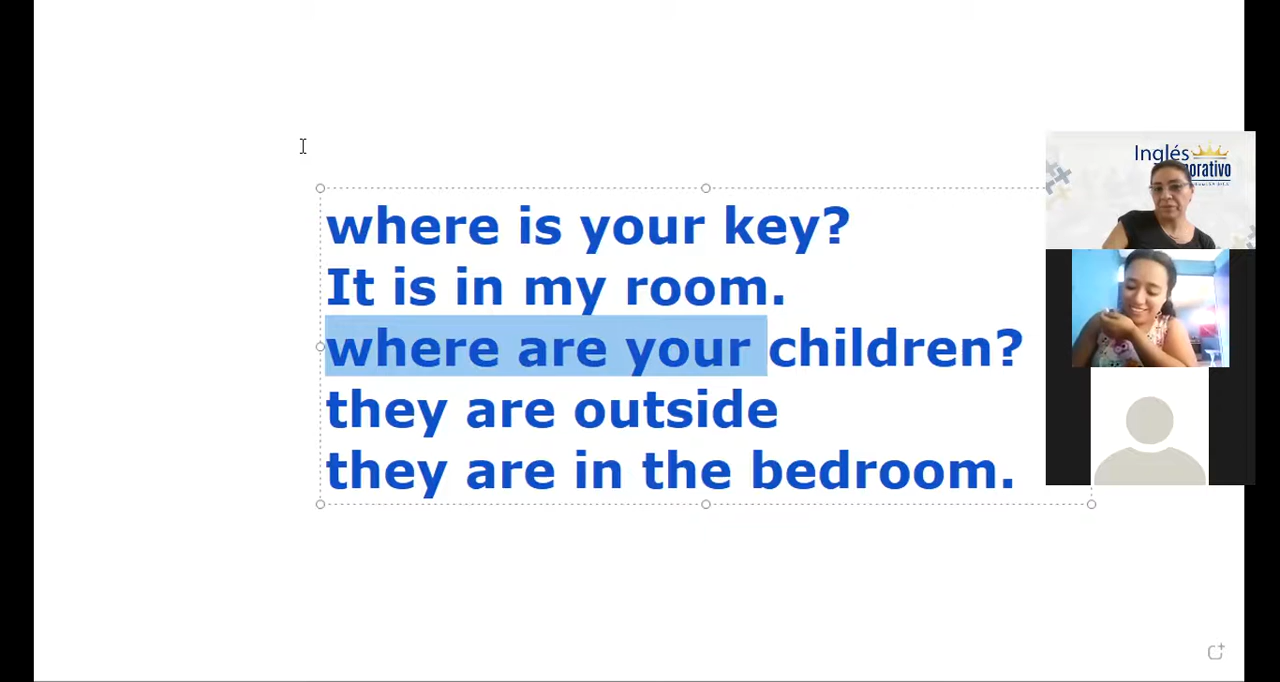 where is your key?
It is in my room.
where are your children?
they are outside
they are in the bedroom.
Inglés